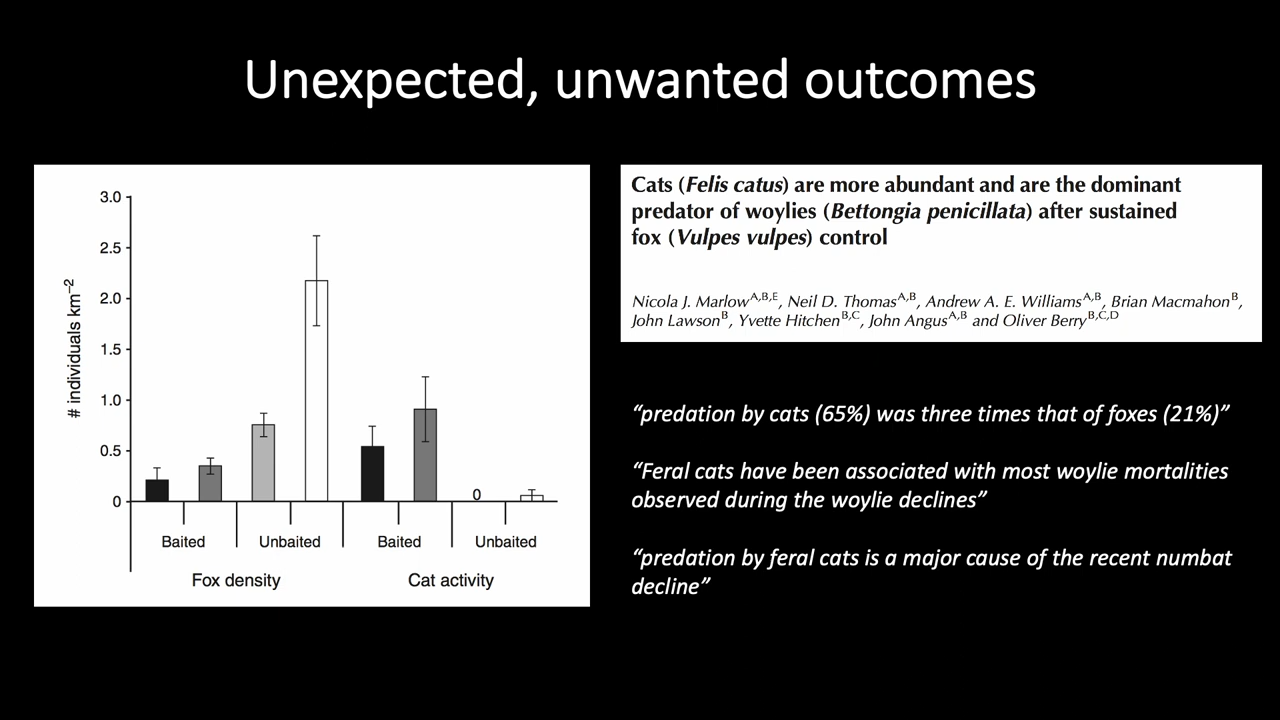 Unexpected, unwanted outcomes
3.0
2.5
2.0
1.5
1.0
0.5
0
# individuals km⁻²
0
Baited
Unbaited
Baited
Unbaited
Fox density
Cat activity
Cats (Felis catus) are more abundant and are the dominant
predator of woylies (Bettongia penicillata) after sustained
fox (Vulpes vulpes) control
Nicola J. Marlow^A,B,E, Neil D. Thomas^A,B, Andrew A. E. Williams^A,B, Brian Macmahon^B,
John Lawson^B, Yvette Hitchen^B,C, John Angus^A,B and Oliver Berry^B,C,D
“predation by cats (65%) was three times that of foxes (21%)”
“Feral cats have been associated with most woylie mortalities
observed during the woylie declines”
“predation by feral cats is a major cause of the recent numbat
decline”